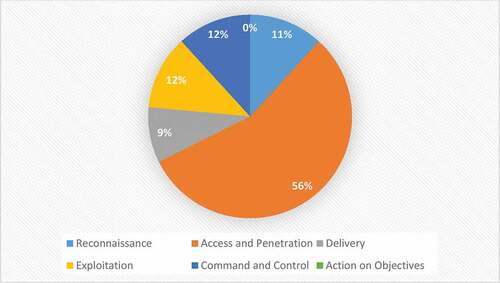 12% 0% 11%
12%
9%
56%
Reconnaissance Access and Penetration Delivery
Exploitation Command and Control Action on Objectives